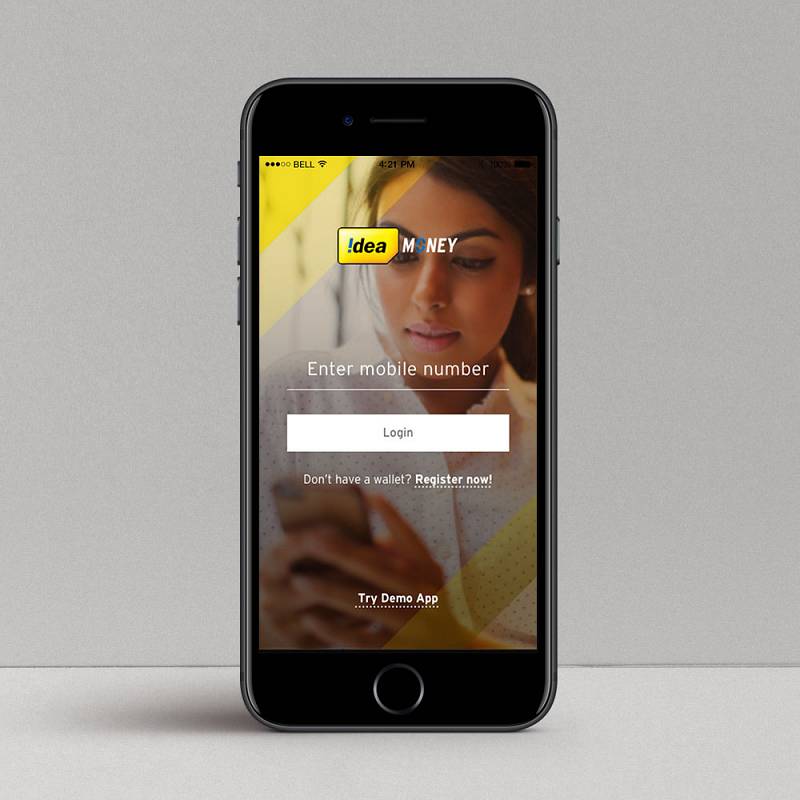 BELL 4:21 PM 100%
!dea MONEY
Enter mobile number
Login
Don't have a wallet? Register now!
Try Demo App